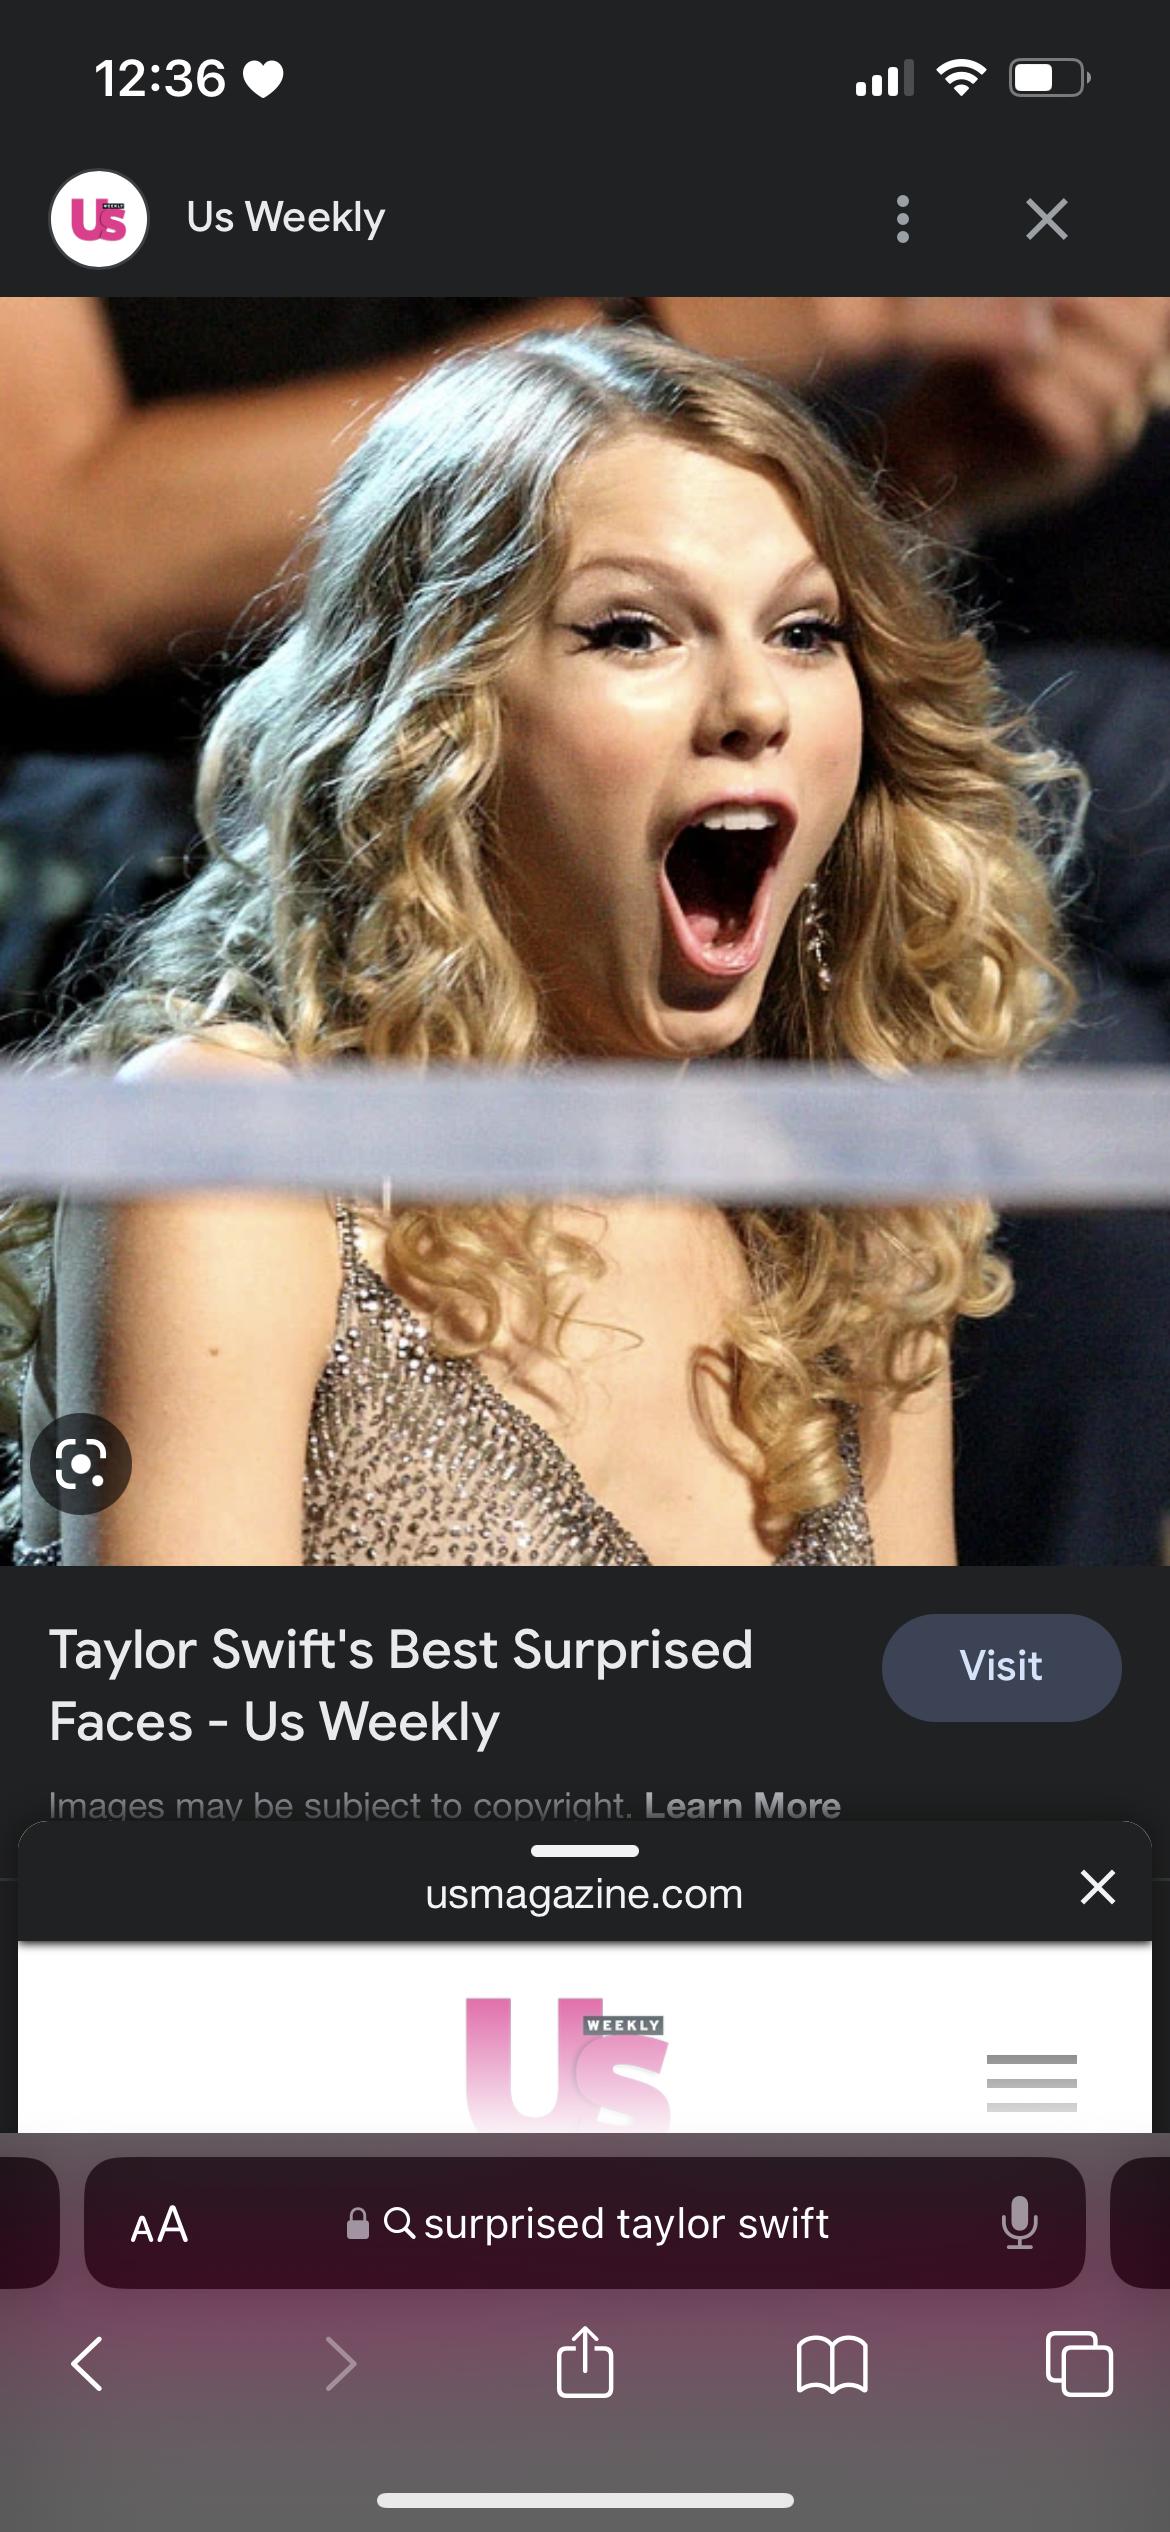 12:36
Us WEEKLY
Us Weekly
Taylor Swift's Best Surprised
Faces - Us Weekly
Visit
Images may be subject to copyright. Learn More
usmagazine.com
Us WEEKLY
AA
surprised taylor swift